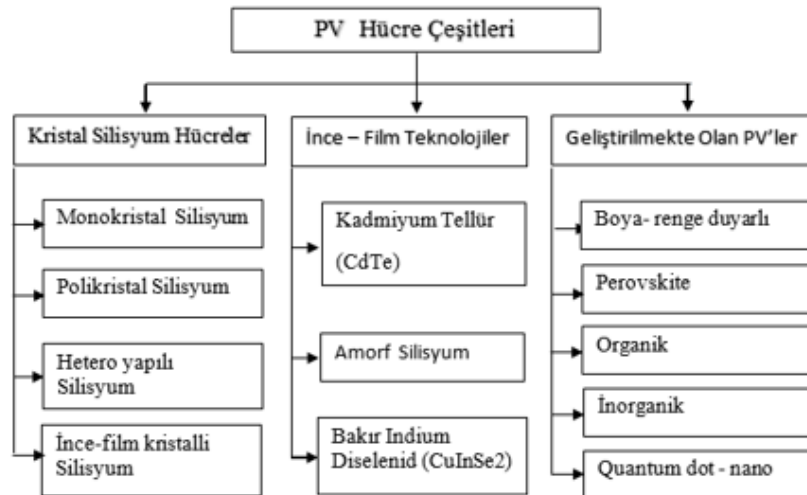 PV Hücre Çeşitleri
Kristal Silisyum Hücreler
Monokristal Silisyum
Polikristal Silisyum
Hetero yapılı
Silisyum
İnce-film kristalli
Silisyum
İnce – Film Teknolojiler
Kadmiyum Tellür
(CdTe)
Amorf Silisyum
Bakır Indium
Diselenid (CuInSe2)
Geliştirilmekte Olan PV'ler
Boya- renge duyarlı
Perovskite
Organik
İnorganik
Quantum dot - nano